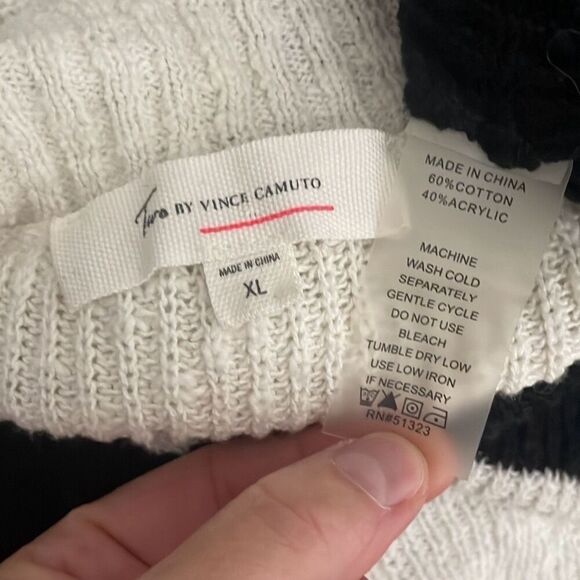 Two BY VINCE CAMUTO
MADE IN CHINA
XL
MADE IN CHINA
60%COTTON
40%ACRYLIC
MACHINE
WASH COLD
SEPARATELY
GENTLE CYCLE
DO NOT USE
BLEACH
TUMBLE DRY LOW
USE LOW IRON
IF NECESSARY
RN#51323